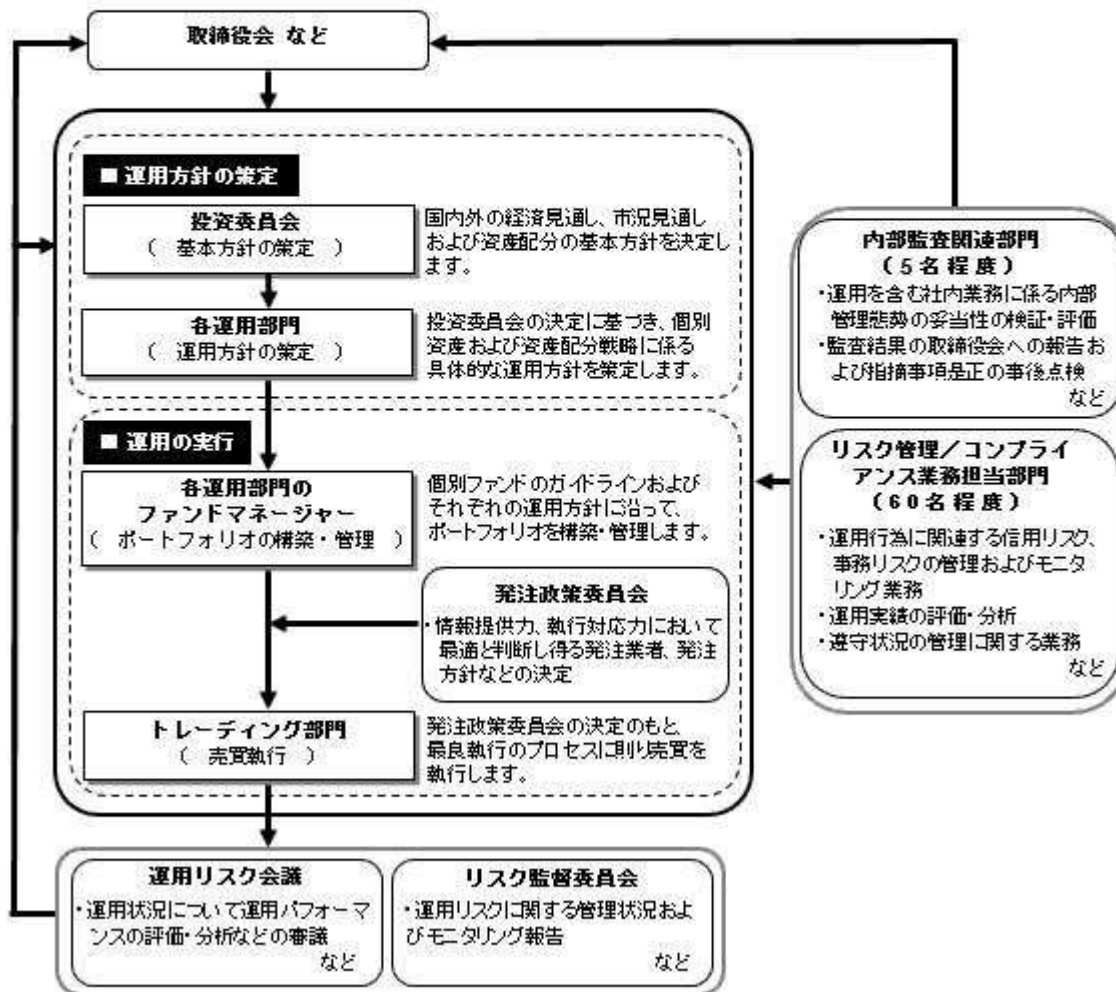 取締役会 など
■ 運用方針の策定
投資委員会
( 基本方針の策定 )
国内外の経済見通し、市況見通し
および資産配分の基本方針を決定し
ます。
各運用部門
( 運用方針の策定 )
投資委員会の決定に基づき、個別
資産および資産配分戦略に係る
具体的な運用方針を策定します。
■ 運用の実行
各運用部門の
ファンドマネージャー
( ポートフォリオの構築・管理 )
個別ファンドのガイドラインおよび
それぞれの運用方針に沿って、
ポートフォリオを構築・管理します。
発注政策委員会
・情報提供力、執行対応力において
最適と判断し得る発注業者、発注
方針などの決定
トレーディング部門
( 売買執行 )
発注政策委員会の決定のもと、
最良執行のプロセスに則り売買を
執行します。
内部監査関連部門
(5名程度)
・運用を含む社内業務に係る内部
管理態勢の妥当性の検証・評価
・監査結果の取締役会への報告お
よび指摘事項是正の事後点検
など
リスク管理/コンプライ
アンス業務担当部門
(60名程度)
・運用行為に関連する信用リスク、
事務リスクの管理およびモニタ
リング業務
・運用実績の評価・分析
・遵守状況の管理に関する業務
など
運用リスク会議
・運用状況について運用パフォーマ
ンスの評価・分析などの審議
など
リスク監督委員会
・運用リスクに関する管理状況およ
びモニタリング報告
など